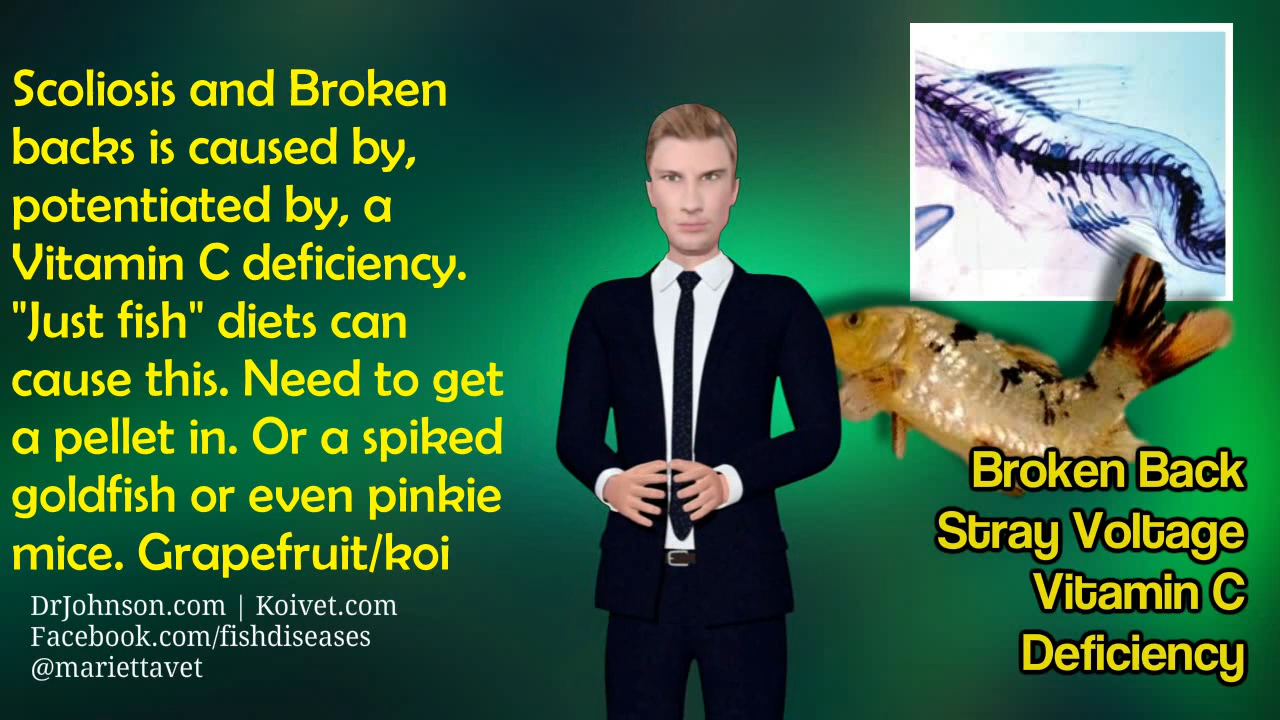 Scoliosis and Broken
backs is caused by,
potentiated by, a
Vitamin C deficiency.
"Just fish" diets can
cause this. Need to get
a pellet in. Or a spiked
goldfish or even pinkie
mice. Grapefruit/koi
DrJohnson.com | Koivet.com
Facebook.com/fishdiseases
@mariettavet
Broken Back
Stray Voltage
Vitamin C
Deficiency